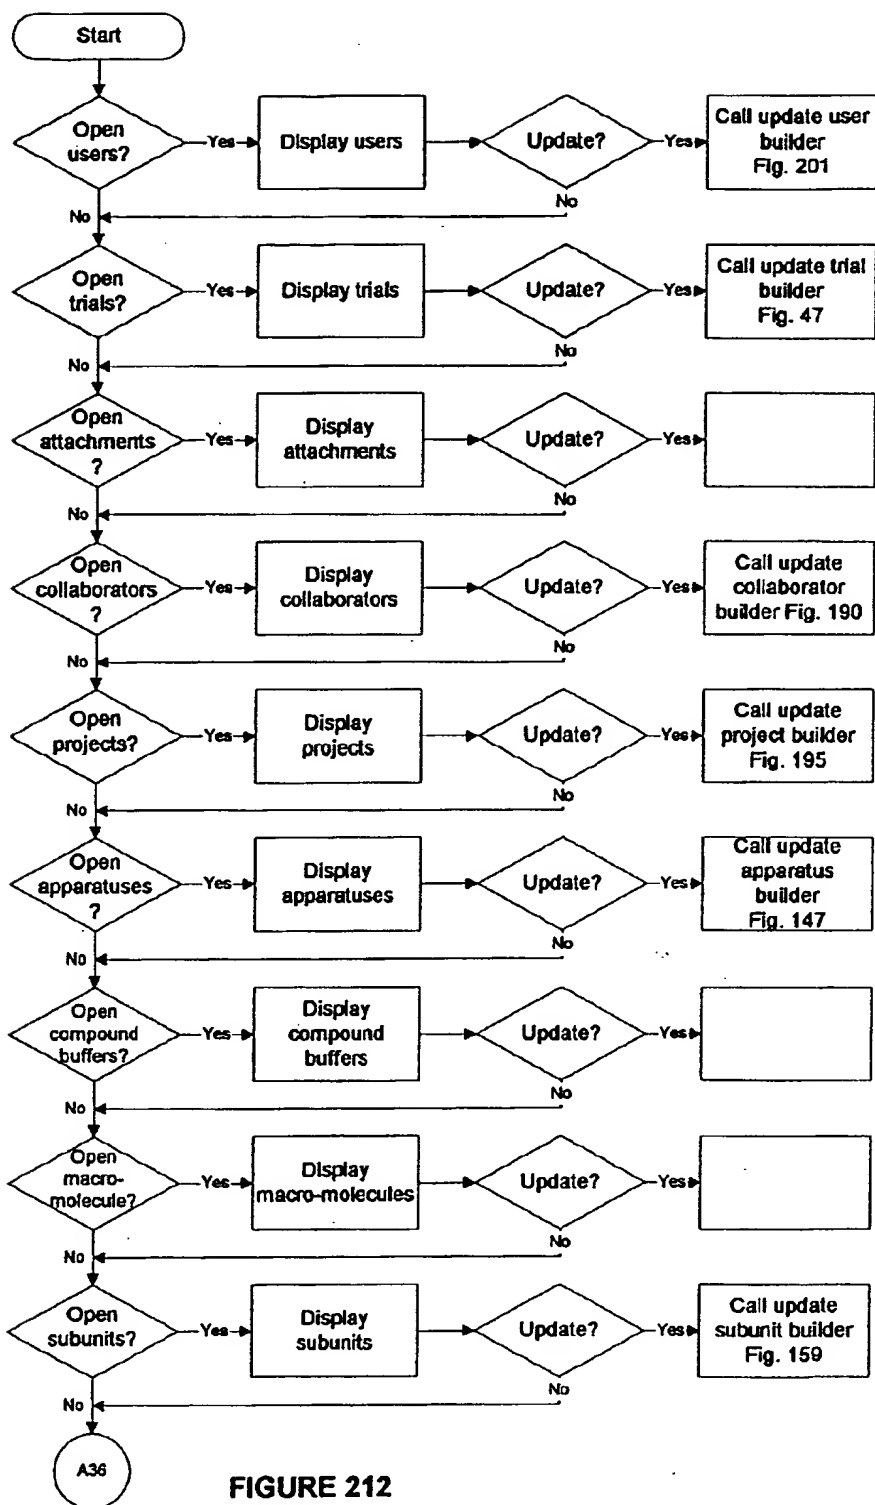 Start
Open
users?
Yes
Display users
Update?
Yes
Call update user
builder
Fig. 201
No
No
Open
trials?
Yes
Display trials
Update?
Yes
Call update trial
builder
Fig. 47
No
No
Open
attachments
?
Yes
Display
attachments
Update?
Yes
No
No
Open
collaborators
?
Yes
Display
collaborators
Update?
Yes
Call update
collaborator
builder Fig. 190
No
No
Open
projects?
Yes
Display
projects
Update?
Yes
Call update
project builder
Fig. 195
No
No
Open
apparatuses
?
Yes
Display
apparatuses
Update?
Yes
Call update
apparatus
builder
Fig. 147
No
No
Open
compound
buffers?
Yes
Display
compound
buffers
Update?
Yes
No
No
Open
macro-
molecule?
Yes
Display
macro-molecules
Update?
Yes
No
No
Open
subunits?
Yes
Display
subunits
Update?
Yes
Call update
subunit builder
Fig. 159
No
No
A36
FIGURE 212